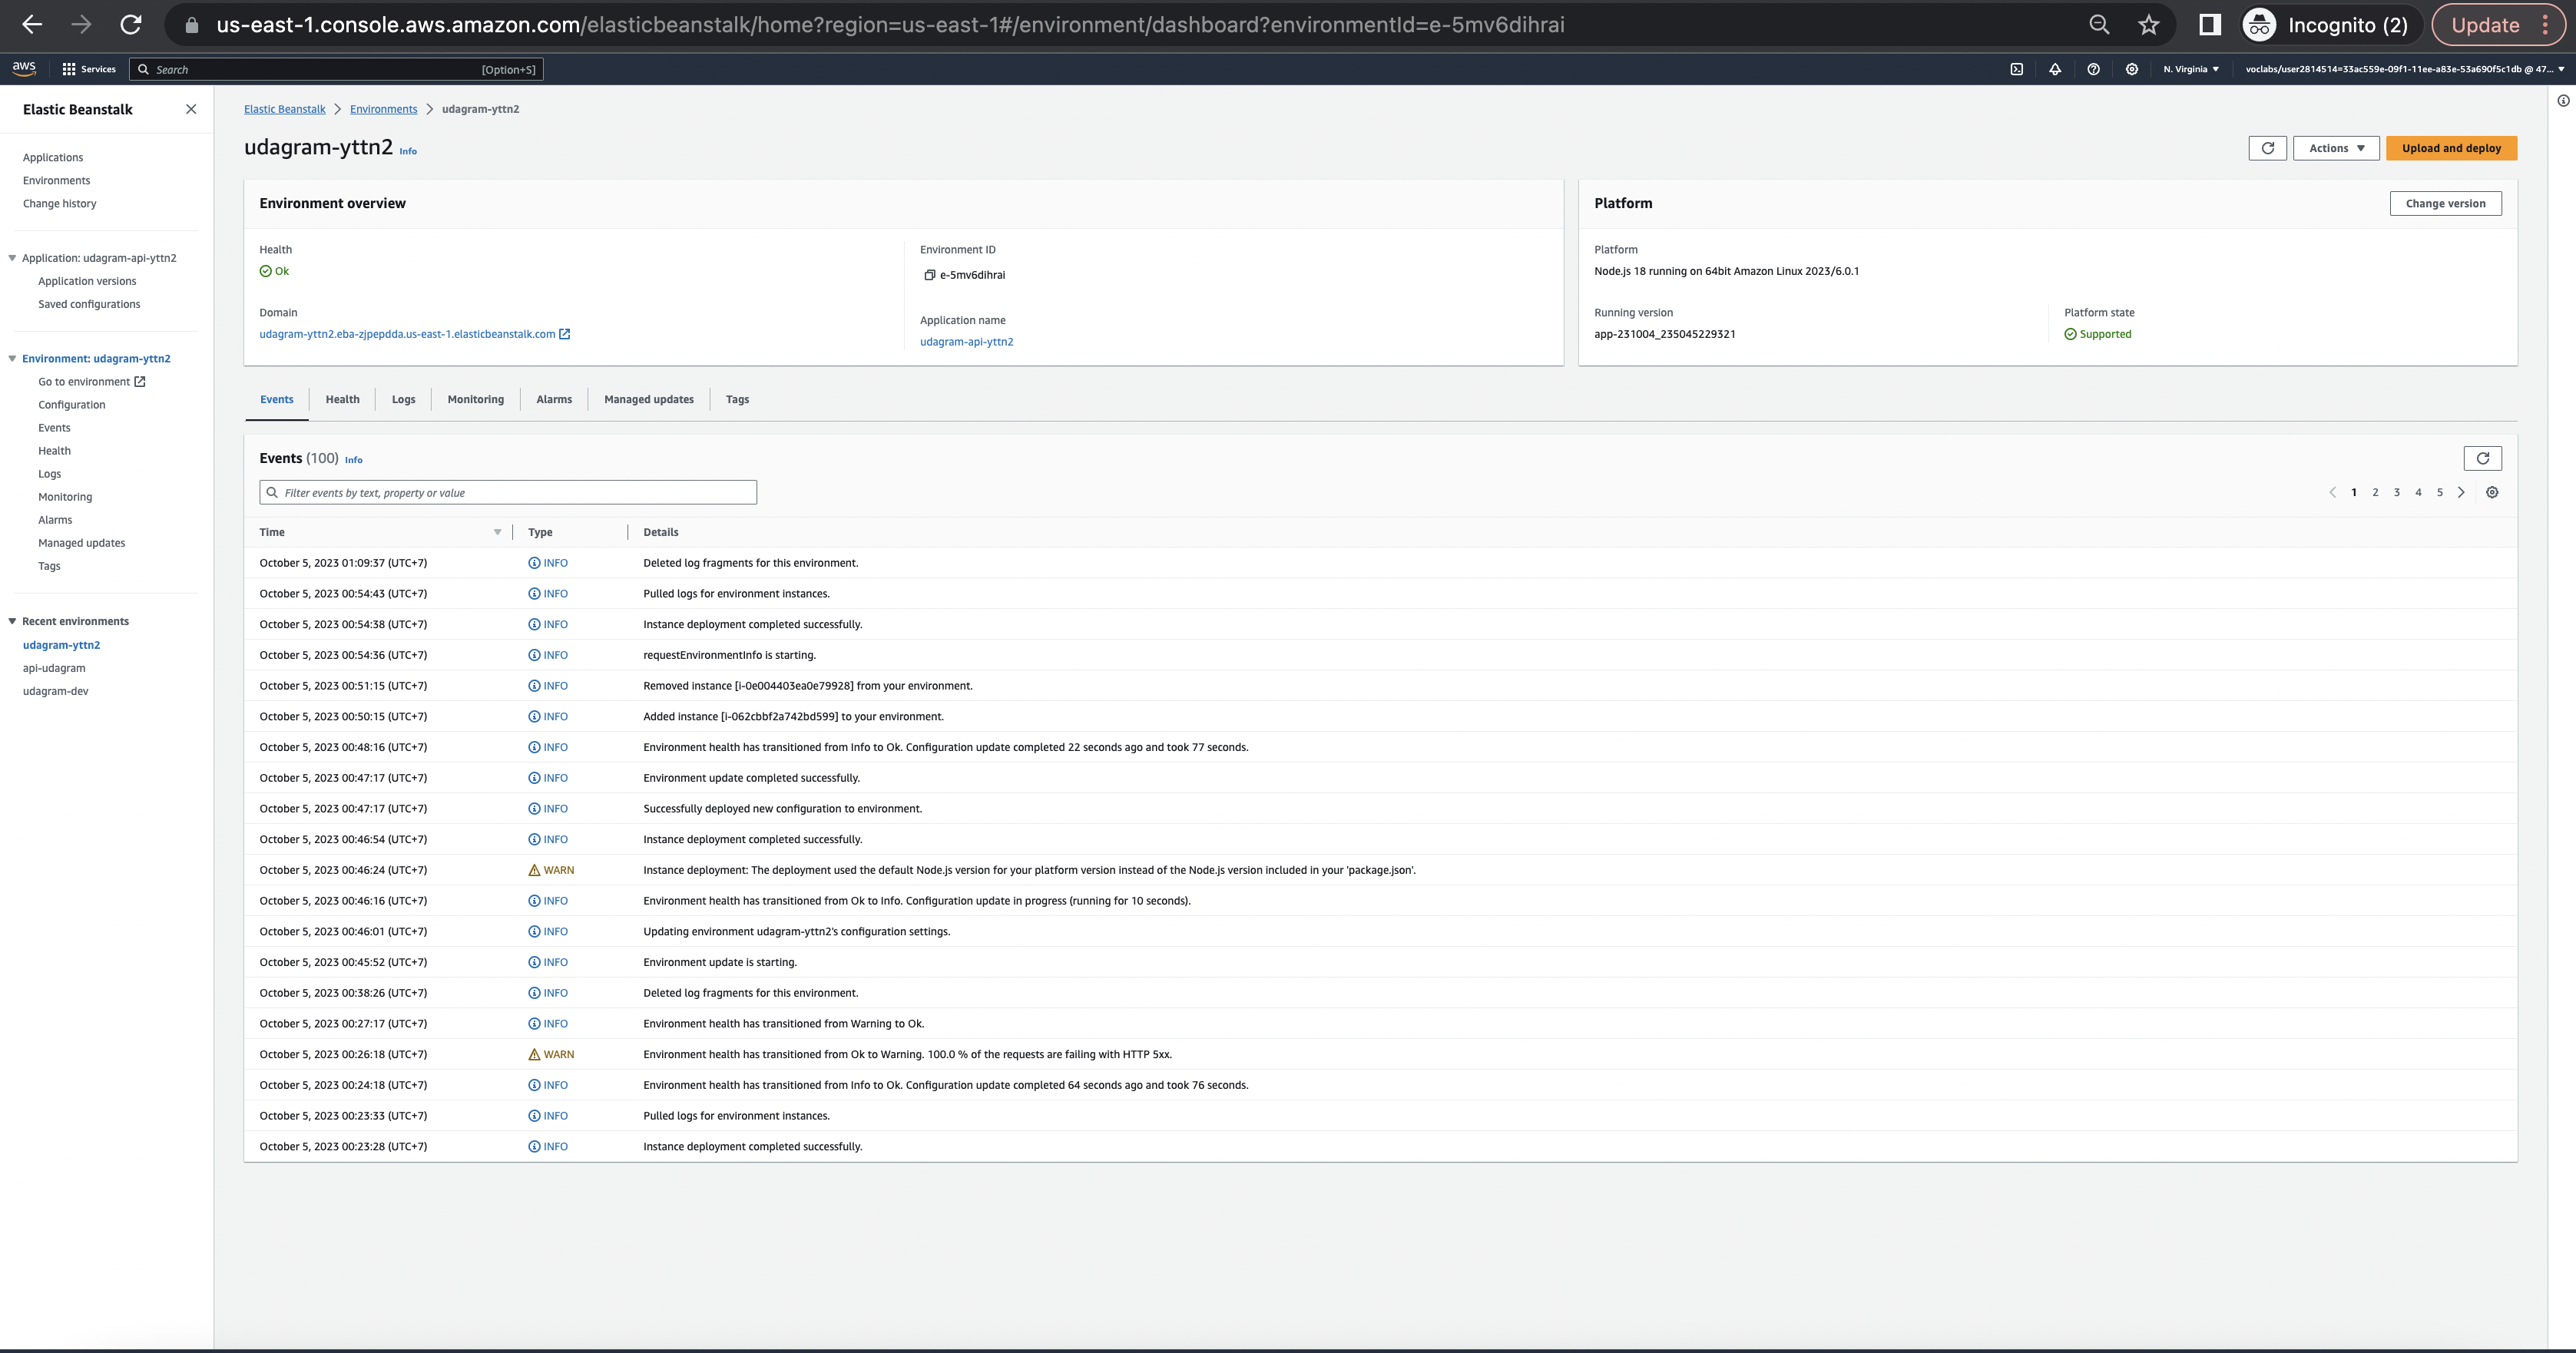 us-east-1.console.aws.amazon.com/elasticbeanstalk/home?region=us-east-1#/environment/dashboard?environmentId=e-5mv6dihrai
Incognito (2)
Update
aws
Services
Search
[Option+S]
N. Virginia
voclabs/user2814514=33ac559e-09f1-11ee-a83e-53a690f5c1db @ 47...
Elastic Beanstalk
Applications
Environments
Change history
Application: udagram-api-yttn2
Application versions
Saved configurations
Environment: udagram-yttn2
Go to environment
Configuration
Events
Health
Logs
Monitoring
Alarms
Managed updates
Tags
Recent environments
udagram-yttn2
api-udagram
udagram-dev
Elastic Beanstalk > Environments > udagram-yttn2
udagram-yttn2 Info
Actions
Upload and deploy
Environment overview
Health
Ok
Domain
udagram-yttn2.eba-zjpepdda.us-east-1.elasticbeanstalk.com
Environment ID
e-5mv6dihrai
Application name
udagram-api-yttn2
Platform
Change version
Platform
Node.js 18 running on 64bit Amazon Linux 2023/6.0.1
Running version
app-231004_235045229321
Platform state
Supported
Events Health Logs Monitoring Alarms Managed updates Tags
Events (100) Info
Filter events by text, property or value
1 2 3 4 5
Time Type Details
October 5, 2023 01:09:37 (UTC+7) INFO Deleted log fragments for this environment.
October 5, 2023 00:54:43 (UTC+7) INFO Pulled logs for environment instances.
October 5, 2023 00:54:38 (UTC+7) INFO Instance deployment completed successfully.
October 5, 2023 00:54:36 (UTC+7) INFO requestEnvironmentInfo is starting.
October 5, 2023 00:51:15 (UTC+7) INFO Removed instance [i-0e004403ea0e79928] from your environment.
October 5, 2023 00:50:15 (UTC+7) INFO Added instance [i-062cbbf2a742bd599] to your environment.
October 5, 2023 00:48:16 (UTC+7) INFO Environment health has transitioned from Info to Ok. Configuration update completed 22 seconds ago and took 77 seconds.
October 5, 2023 00:47:17 (UTC+7) INFO Environment update completed successfully.
October 5, 2023 00:47:17 (UTC+7) INFO Successfully deployed new configuration to environment.
October 5, 2023 00:46:54 (UTC+7) INFO Instance deployment completed successfully.
October 5, 2023 00:46:24 (UTC+7) WARN Instance deployment: The deployment used the default Node.js version for your platform version instead of the Node.js version included in your 'package.json'.
October 5, 2023 00:46:16 (UTC+7) INFO Environment health has transitioned from Ok to Info. Configuration update in progress (running for 10 seconds).
October 5, 2023 00:46:01 (UTC+7) INFO Updating environment udagram-yttn2's configuration settings.
October 5, 2023 00:45:52 (UTC+7) INFO Environment update is starting.
October 5, 2023 00:38:26 (UTC+7) INFO Deleted log fragments for this environment.
October 5, 2023 00:27:17 (UTC+7) INFO Environment health has transitioned from Warning to Ok.
October 5, 2023 00:26:18 (UTC+7) WARN Environment health has transitioned from Ok to Warning. 100.0 % of the requests are failing with HTTP 5xx.
October 5, 2023 00:24:18 (UTC+7) INFO Environment health has transitioned from Info to Ok. Configuration update completed 64 seconds ago and took 76 seconds.
October 5, 2023 00:23:33 (UTC+7) INFO Pulled logs for environment instances.
October 5, 2023 00:23:28 (UTC+7) INFO Instance deployment completed successfully.